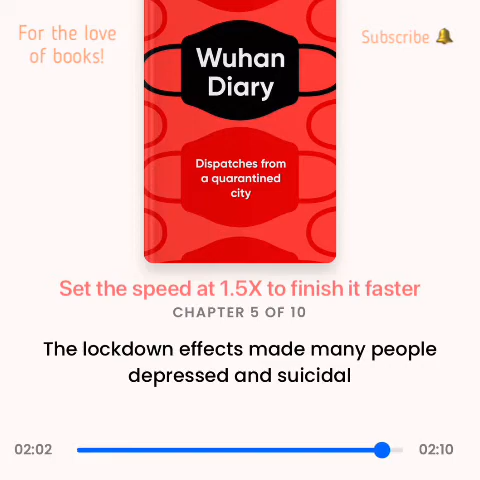 For the love
of books!
Subscribe 🔔
Wuhan
Diary
Dispatches from
a quarantined
city
Set the speed at 1.5X to finish it faster
CHAPTER 5 OF 10
The lockdown effects made many people
depressed and suicidal
02:02
02:10